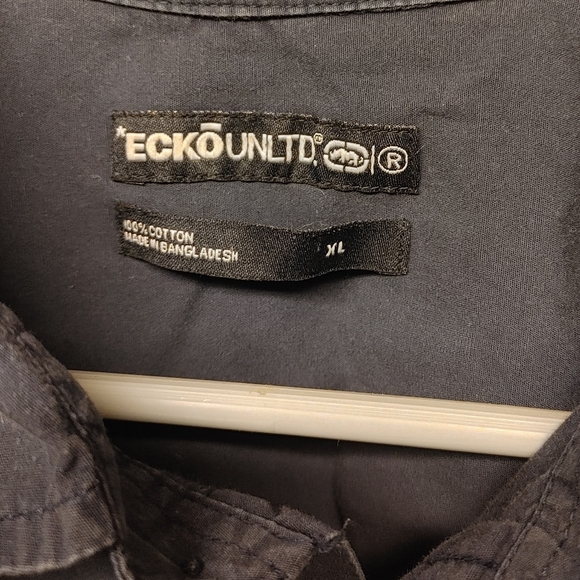 *ECKŌUNLTD.® ®
100% COTTON
MADE IN BANGLADESH
XL